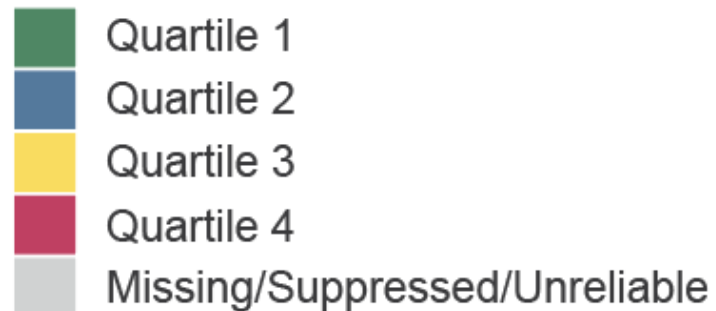 Quartile 1
Quartile 2
Quartile 3
Quartile 4
Missing/Suppressed/Unreliable